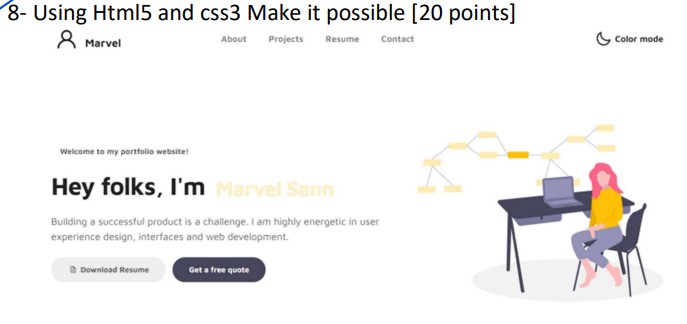 8- Using Html5 and css3 Make it possible [20 points]
Marvel About Projects Resume Contact Color mode
Welcome to my portfolio website!
Hey folks, I'm Marvel Sann
Building a successful product is a challenge. I am highly energetic in user
experience design, interfaces and web development.
Download Resume Get a free quote